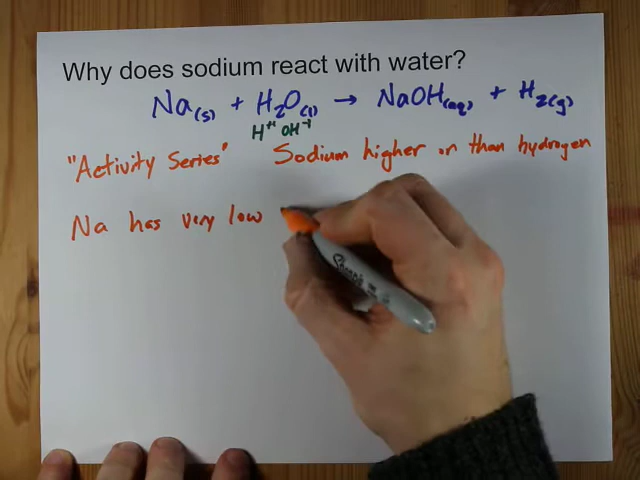 Why does sodium react with water?
Na(s) + H2O(l) → NaOH(aq) + H2(g)
H+ OH-
"Activity Series" Sodium higher on than hydrogen
Na has very low
Sharpie